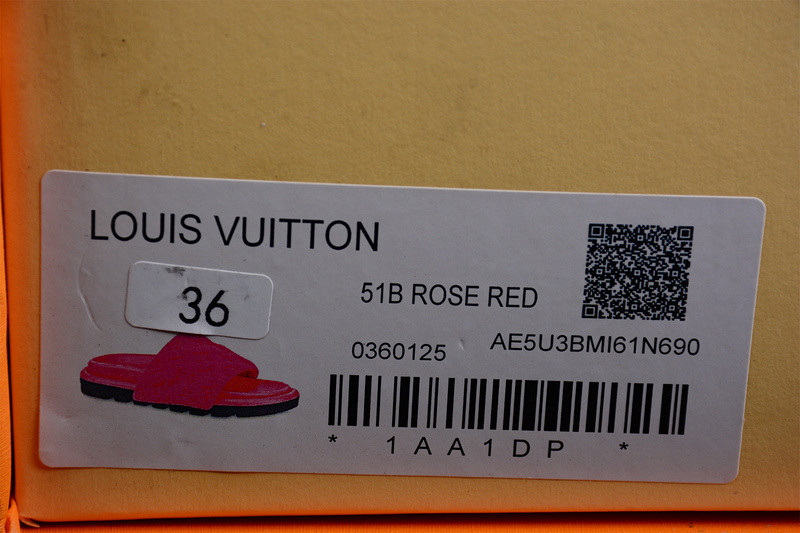 LOUIS VUITTON
36
51B ROSE RED
0360125
AE5U3BMI61N690
* 1AA1DP *